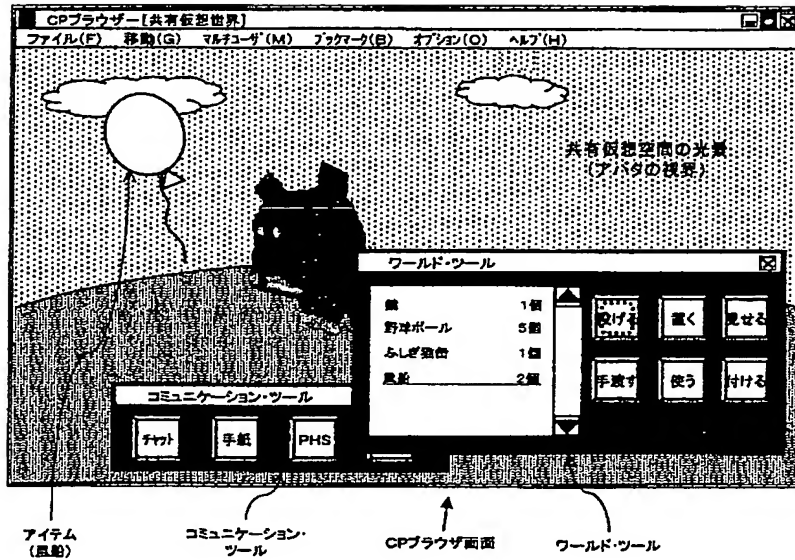 CPブラウザー[共有仮想世界]
ファイル(F) 移動(G) マルチユーザ(M) ブックマーク(B) オプション(O) ヘルプ(H)
共有仮想空間の光景
(アバタの視界)
ワールド・ツール
1個
野球ボール 5個
ふしぎ 1個
風船 2個
投げる 置く 見せる
手渡す 使う 付ける
コミュニケーション・ツール
チャット 手紙 PHS
アイテム
(風船)
コミュニケーション・
ツール
CPブラウザ画面
ワールド・ツール